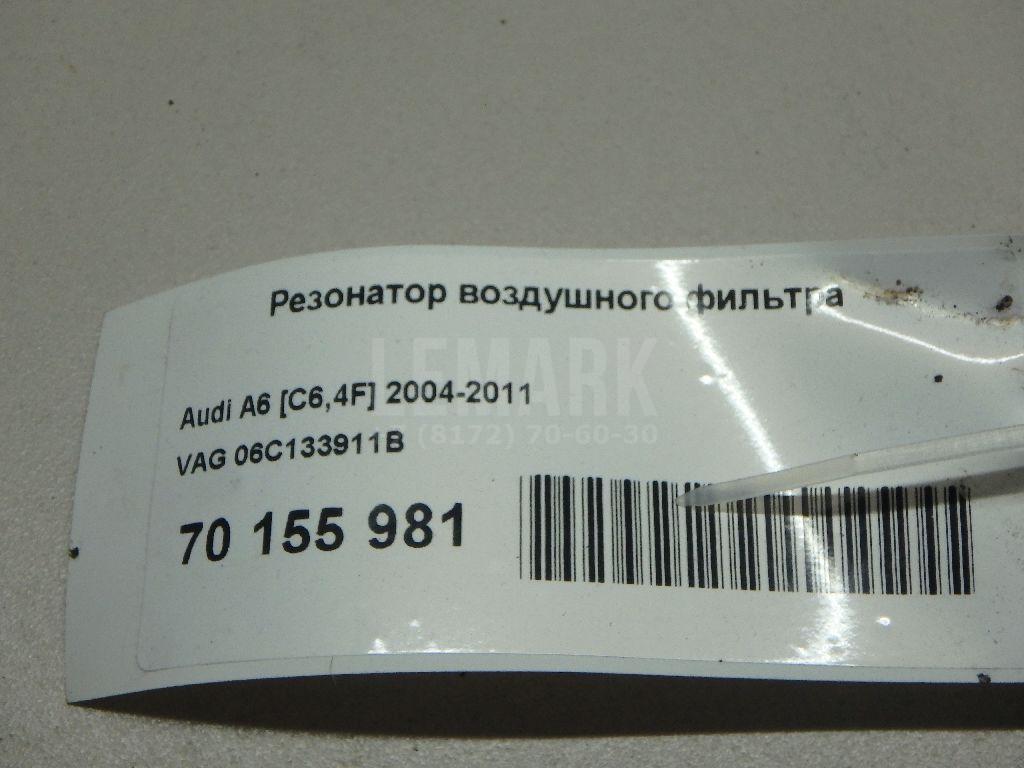 Резонатор воздушного фильтра
LEMARK
Audi A6 [C6,4F] 2004-2011
(8172) 70-60-30
VAG 06C133911B
70 155 981